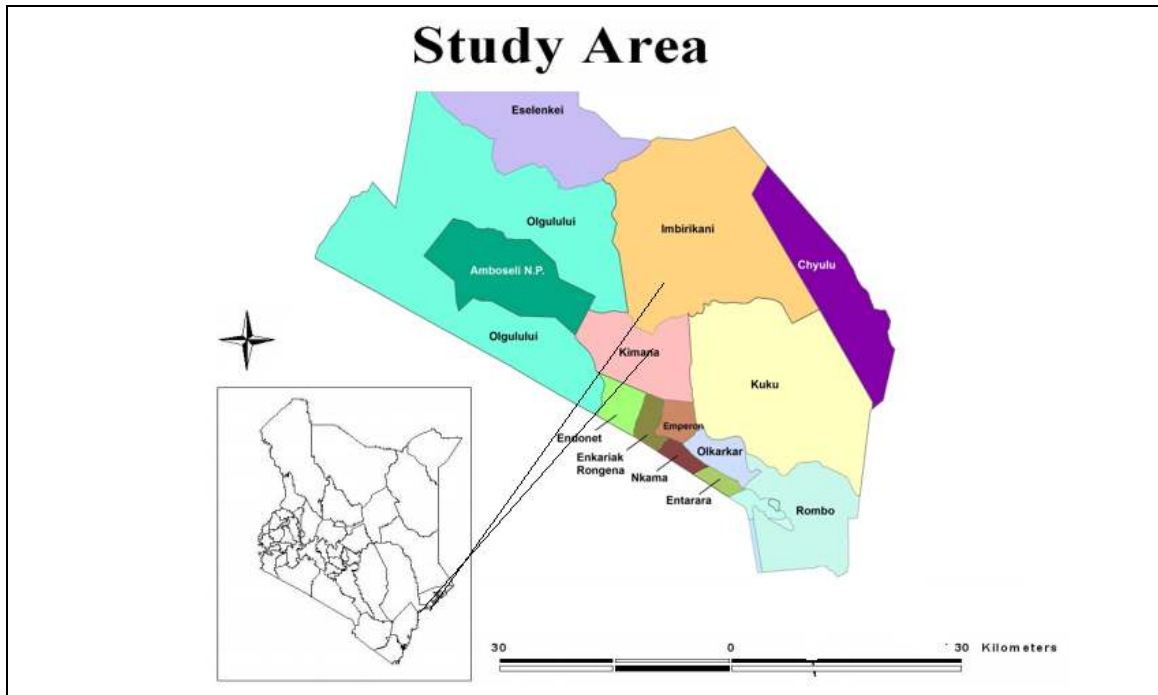 Study Area
Eselenkei
Olgulului
Imbirikani
Amboseli N.P.
Chyulu
Olgulului
Kimana
Kuku
Endonet
Emperon
Enkariak
Rongena
Olkarkar
Nkama
Entarara
Rombo
30 0 30 Kilometers